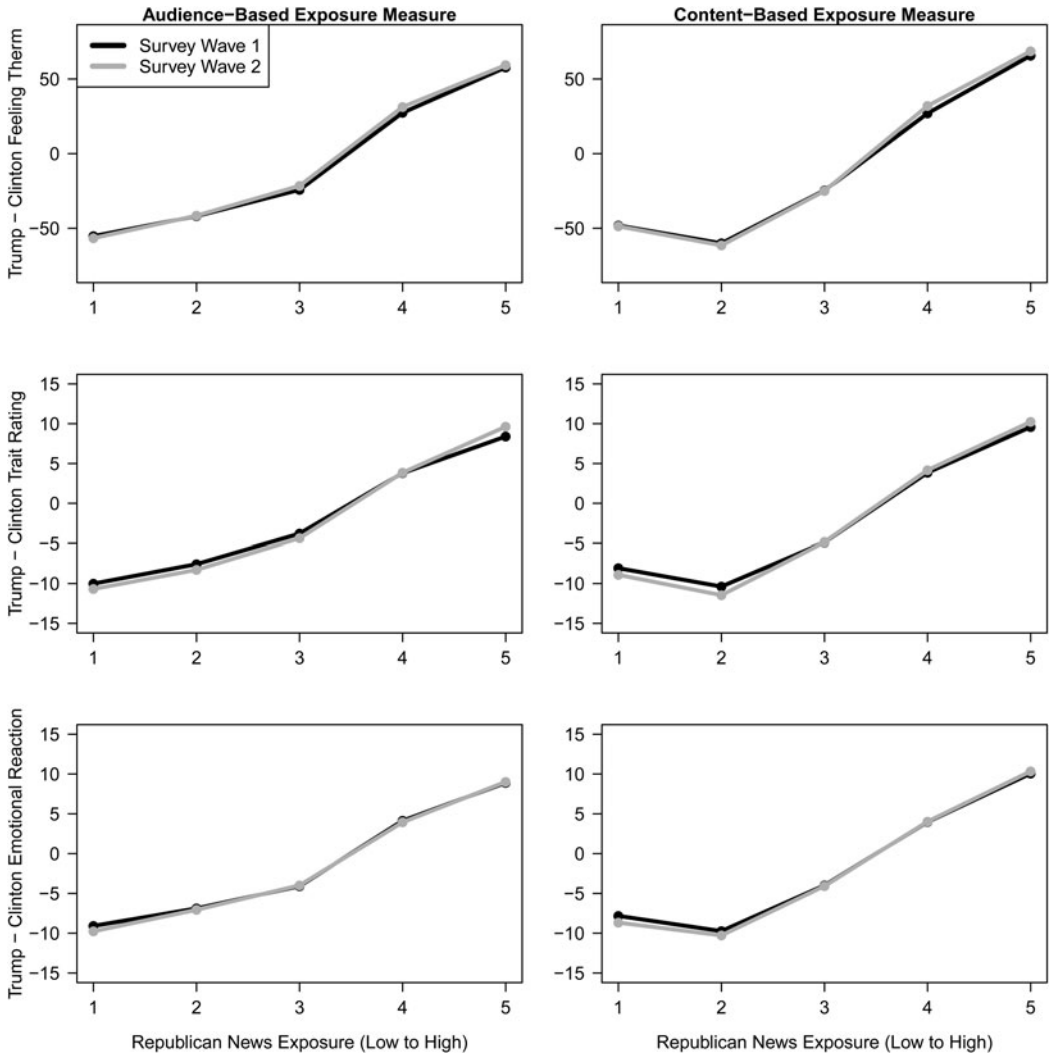 Audience−Based Exposure Measure
Content−Based Exposure Measure
Survey Wave 1
Survey Wave 2
Trump − Clinton Feeling Therm
50
0
−50
1 2 3 4 5
50
0
−50
1 2 3 4 5
Trump − Clinton Trait Rating
15
10
5
0
−5
−10
−15
1 2 3 4 5
15
10
5
0
−5
−10
−15
1 2 3 4 5
Trump − Clinton Emotional Reaction
15
10
5
0
−5
−10
−15
1 2 3 4 5
Republican News Exposure (Low to High)
15
10
5
0
−5
−10
−15
1 2 3 4 5
Republican News Exposure (Low to High)